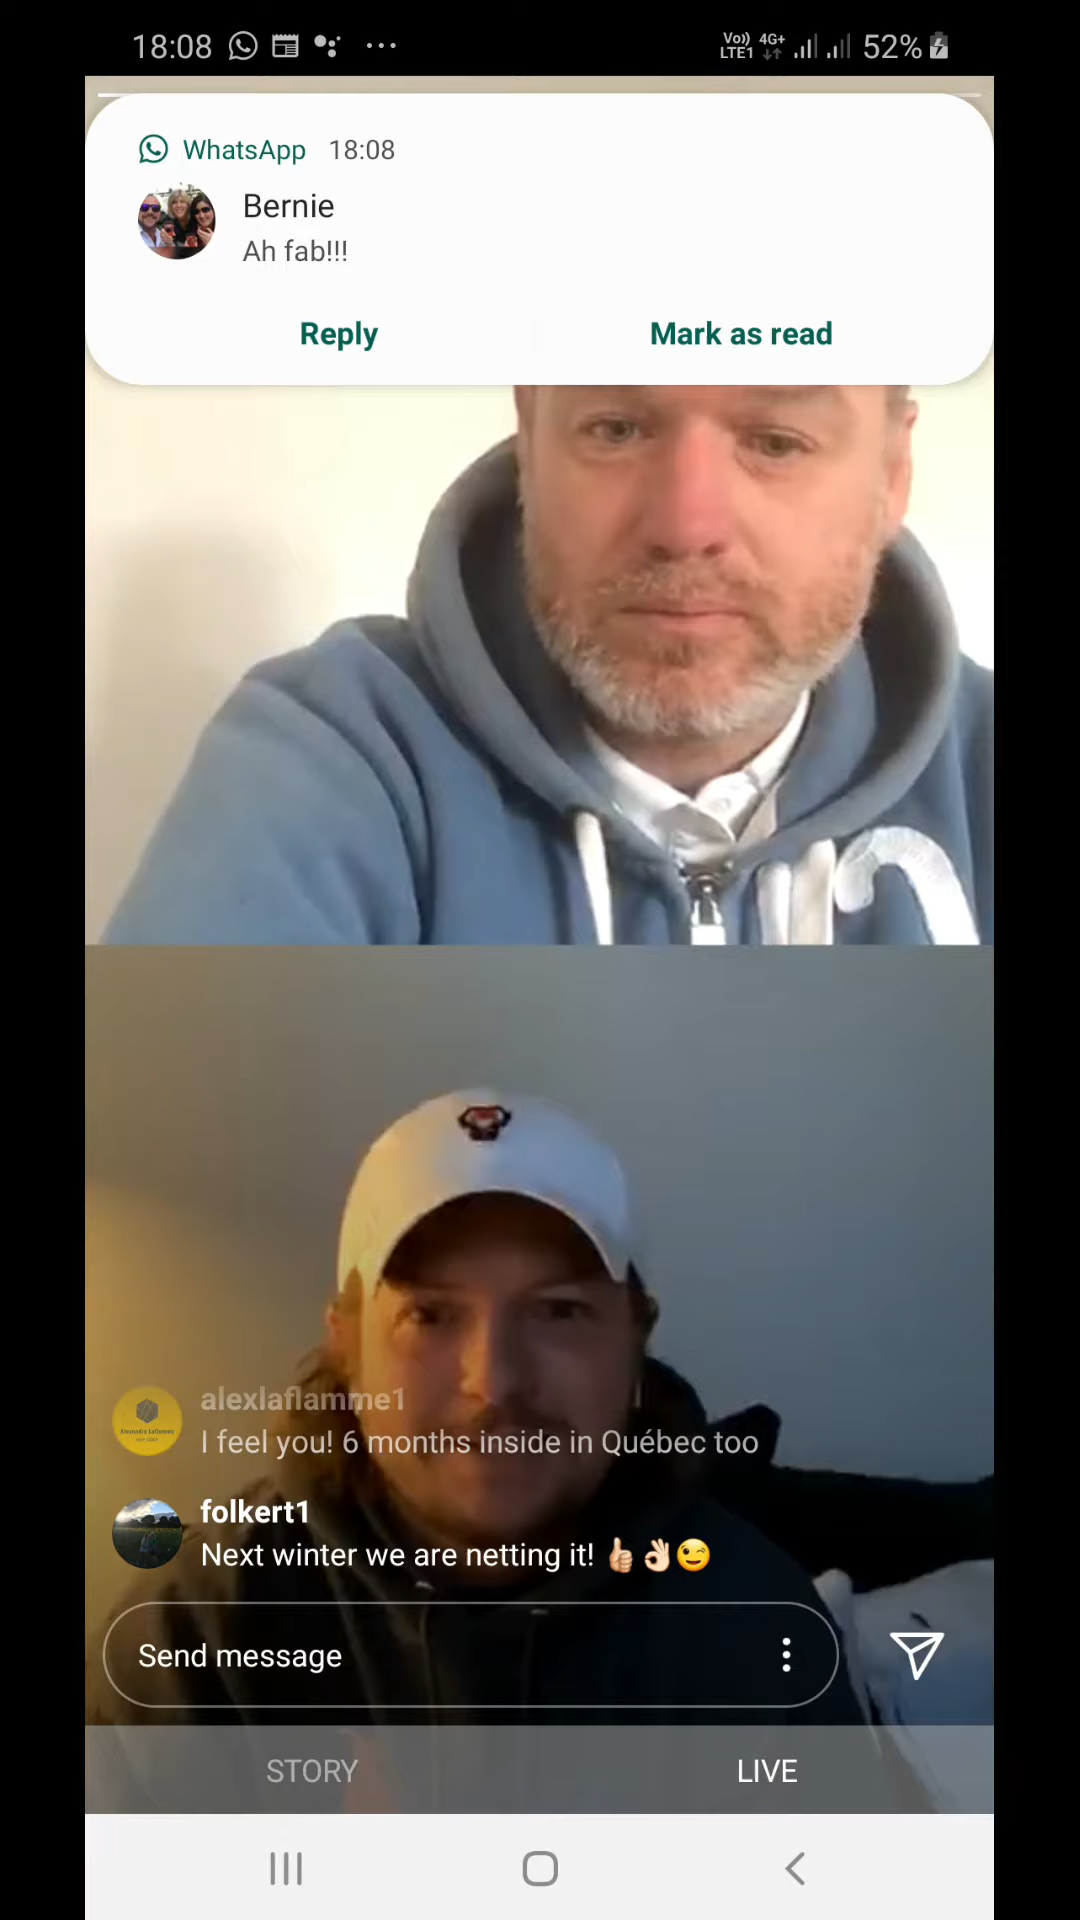 18:08
Vo)) 4G+ 52%
LTE1
WhatsApp 18:08
Bernie
Ah fab!!!
Reply Mark as read
alexlaflamme1
I feel you! 6 months inside in Québec too
folkert1
Next winter we are netting it! 👍🏻👌🏻😉
Send message
STORY LIVE